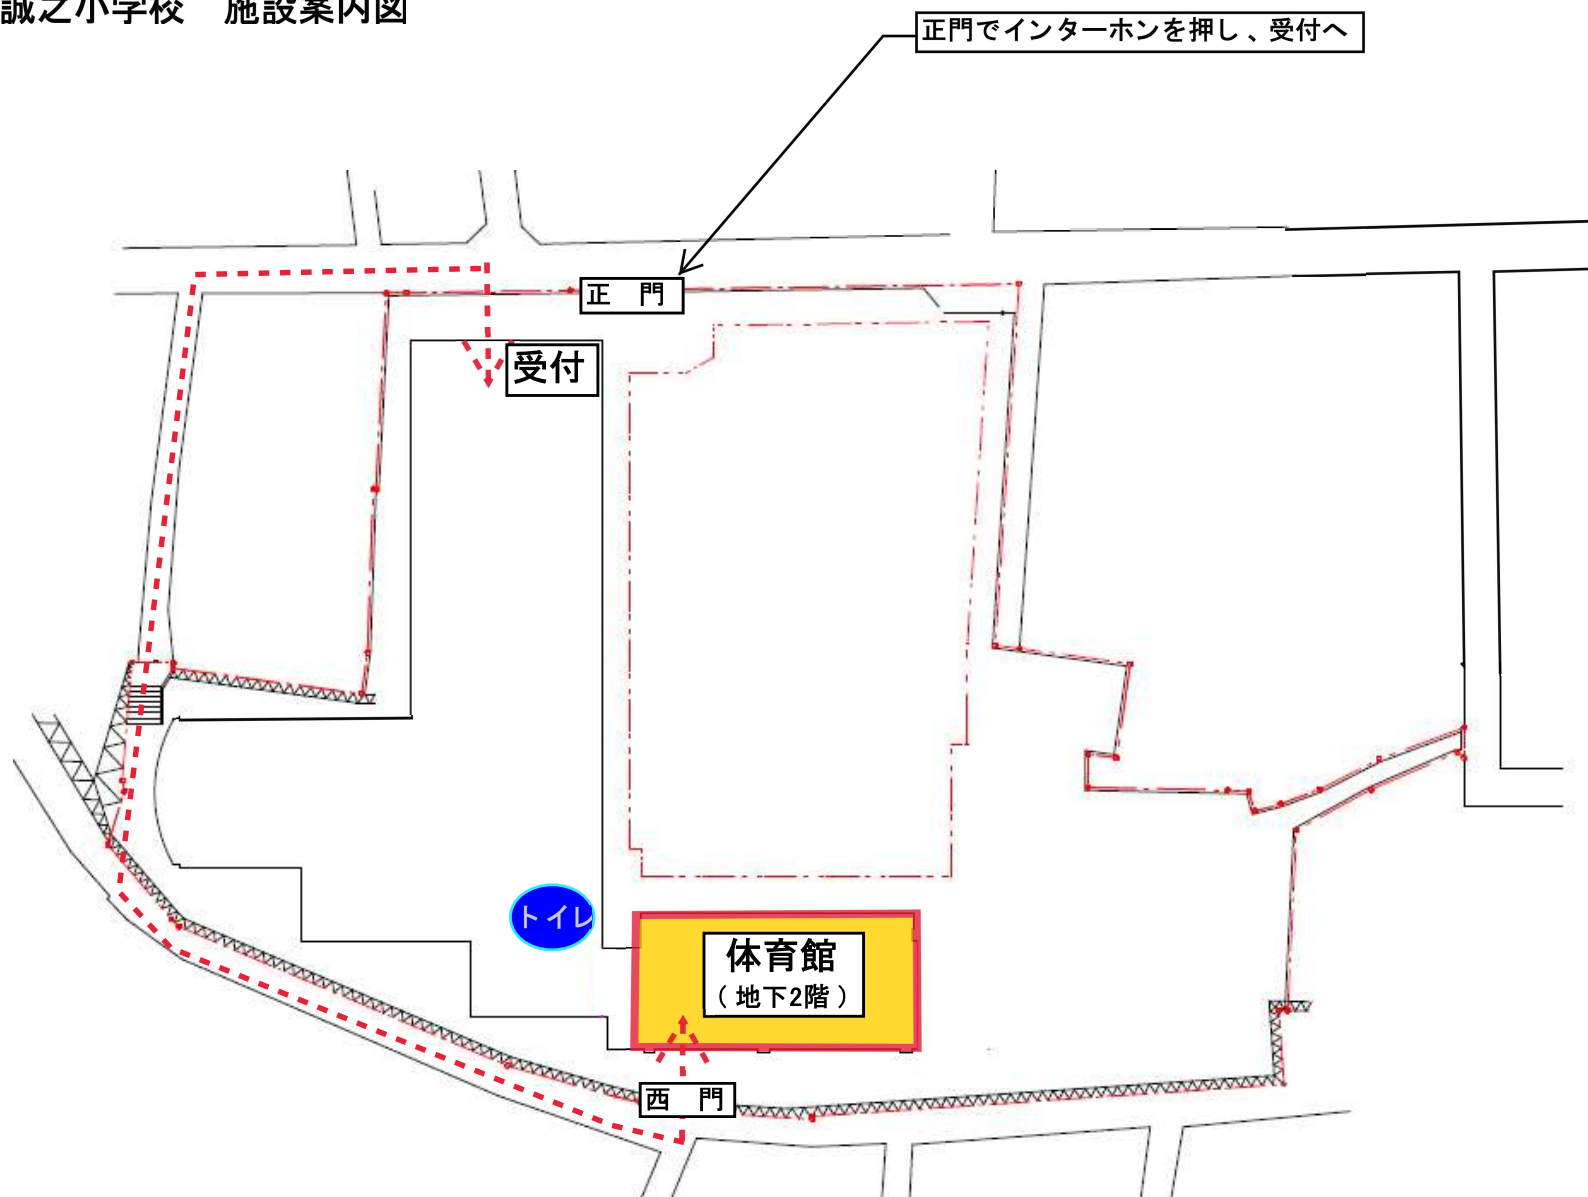 誠之小学校　施設案内図
正門でインターホンを押し、受付へ
正　門
受付
トイレ
体育館
（地下2階）
西　門